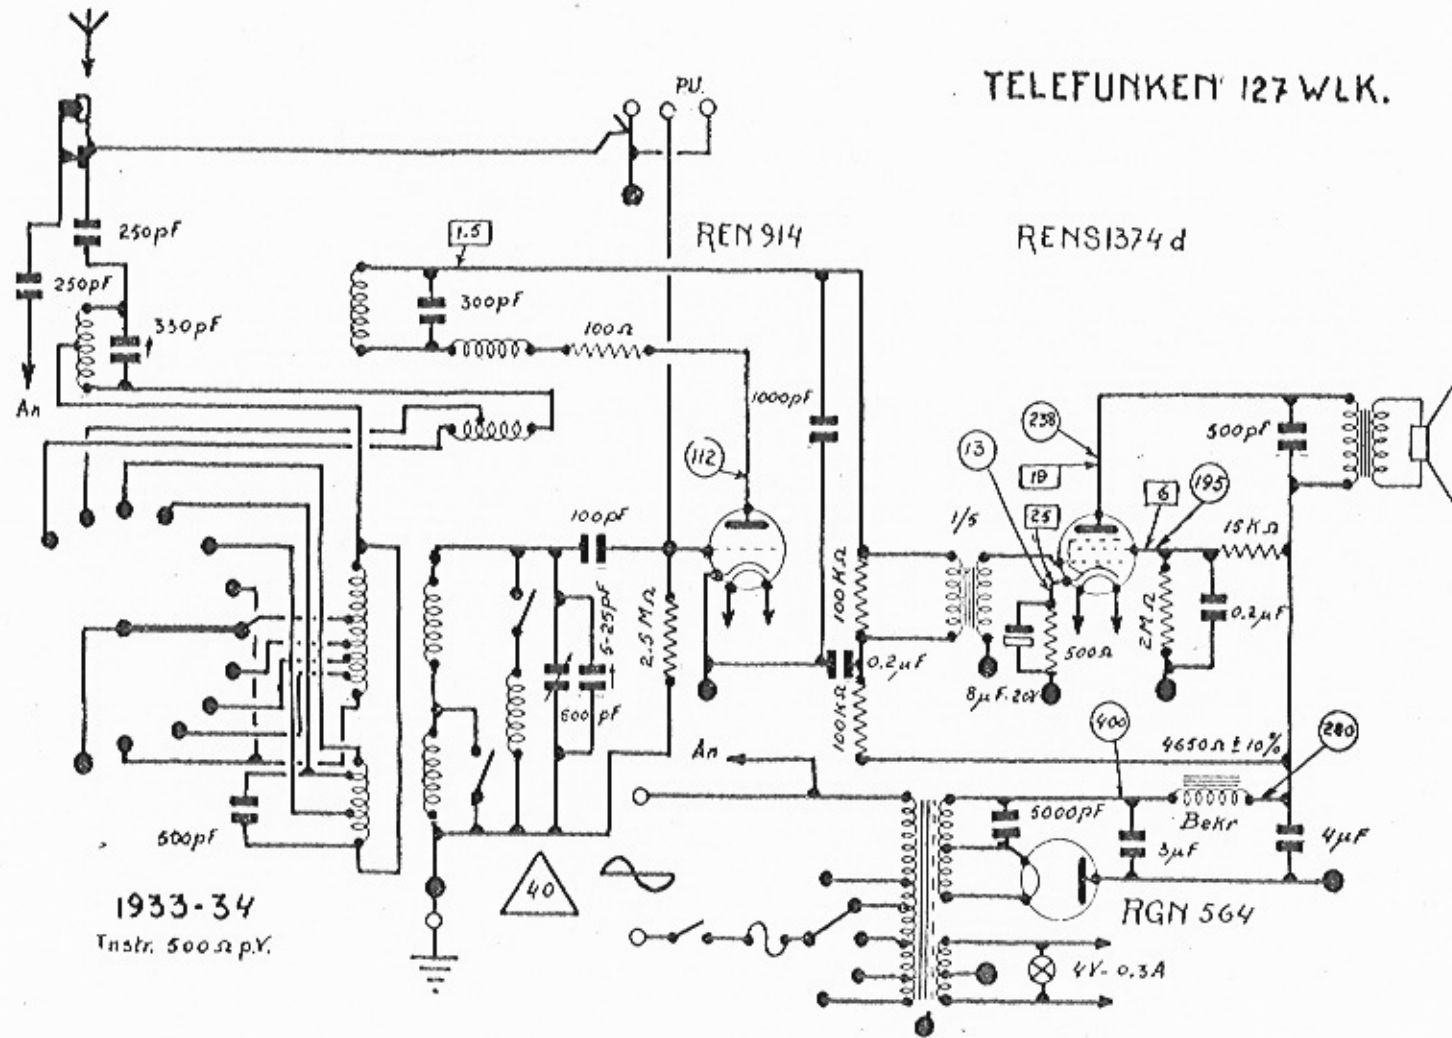 TELEFUNKEN 127 WLK.
PU.
250pF
250pF
330pF
An
1.5
REN 914
RENS1374d
300pF
100Ω
1000pF
112
238
19
13
25
6
195
500pF
15KΩ
1/5
100pF
5-25pF
600pF
2.5MΩ
100KΩ
0.2µF
100KΩ
8µF-20V
500Ω
2MΩ
0.2µF
4650Ω±10%
400
280
An
5000pF
3µF
Bekr
4µF
500pF
40
RGN 564
4V-0.3A
1933-34
Instr. 500Ω p.V.